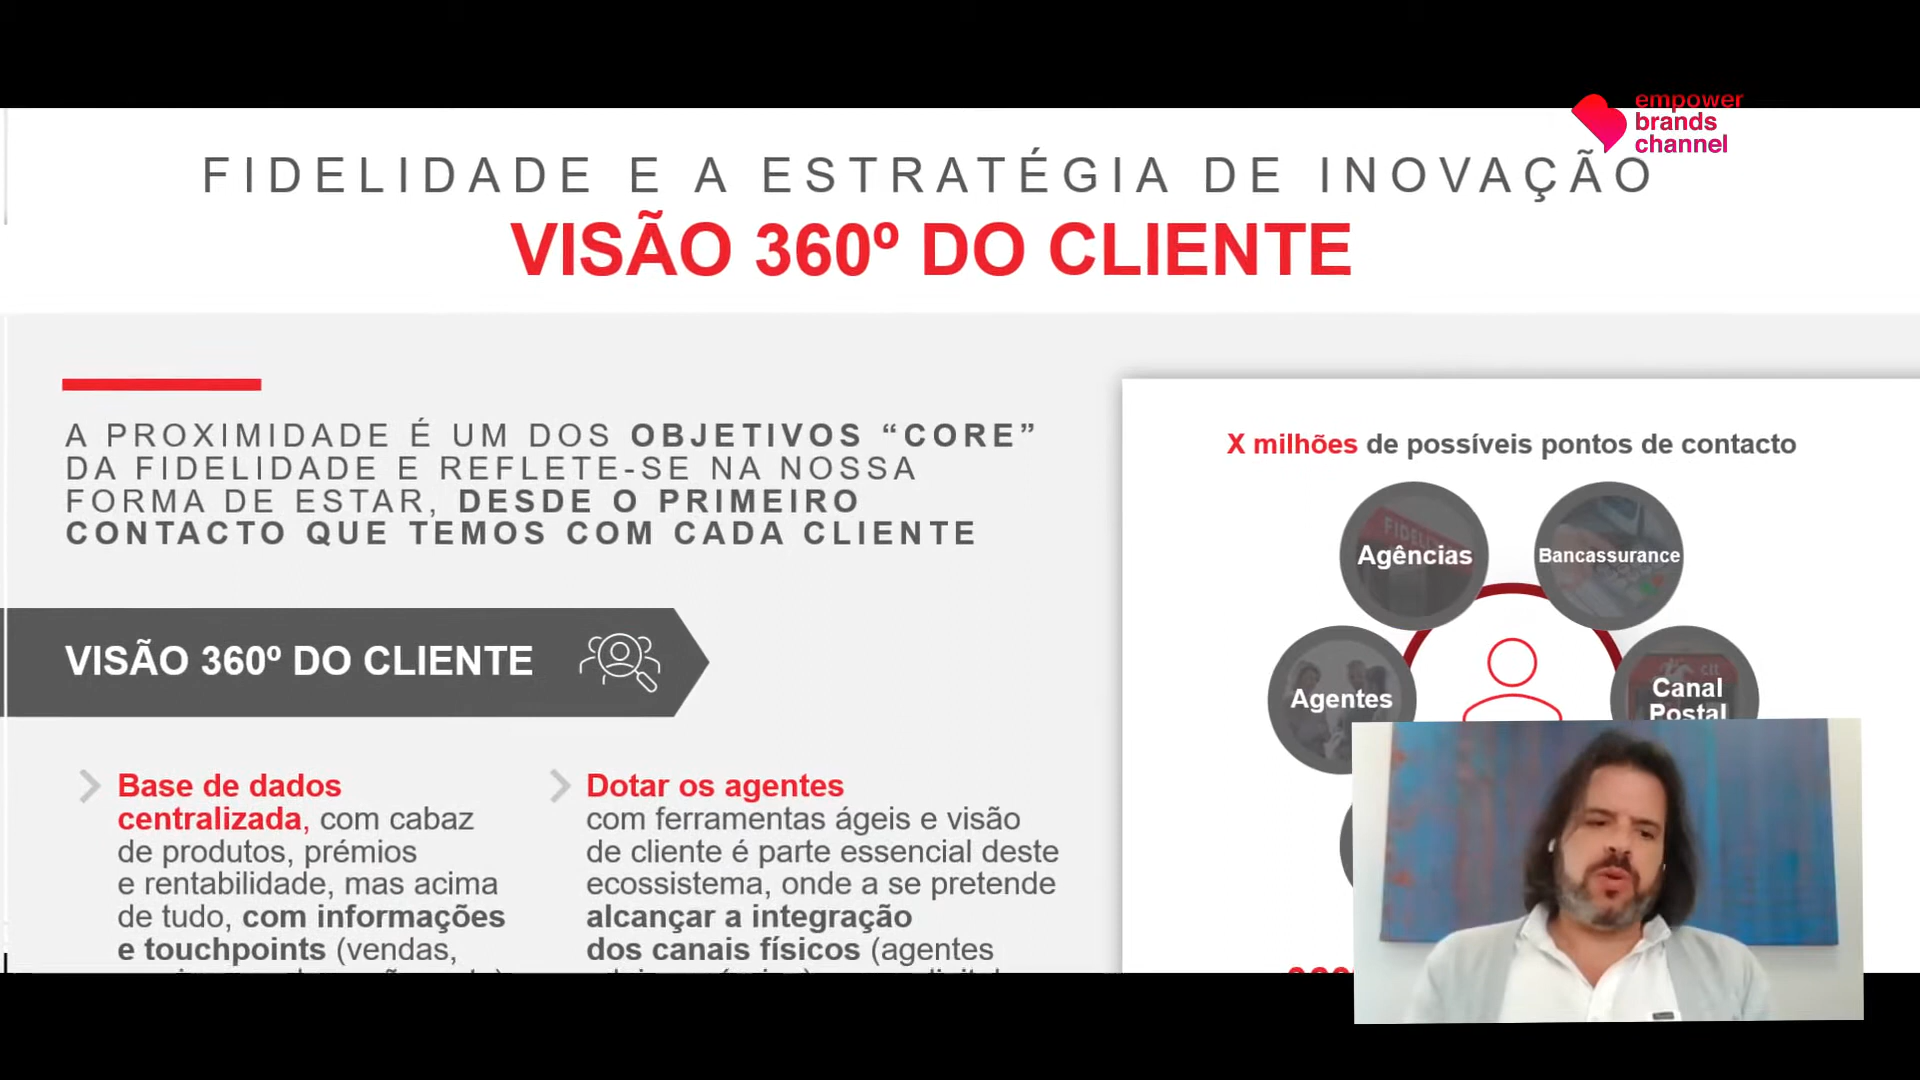 empower
brands
channel
FIDELIDADE E A ESTRATÉGIA DE INOVAÇÃO
VISÃO 360º DO CLIENTE
A PROXIMIDADE É UM DOS OBJETIVOS “CORE”
DA FIDELIDADE E REFLETE-SE NA NOSSA
FORMA DE ESTAR, DESDE O PRIMEIRO
CONTACTO QUE TEMOS COM CADA CLIENTE
VISÃO 360º DO CLIENTE
Base de dados
centralizada, com cabaz
de produtos, prémios
e rentabilidade, mas acima
de tudo, com informações
e touchpoints (vendas,
Dotar os agentes
com ferramentas ágeis e visão
de cliente é parte essencial deste
ecossistema, onde a se pretende
alcançar a integração
dos canais físicos (agentes
X milhões de possíveis pontos de contacto
Agências
Bancassurance
Agentes
Canal
Postal